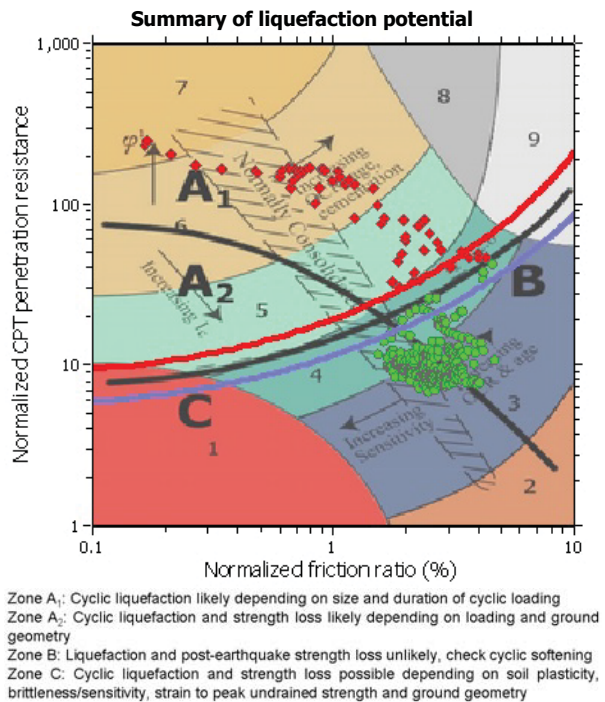 Summary of liquefaction potential
Normalized CPT penetration resistance
1,000
100
10
1
0.1
1
10
Normalized friction ratio (%)
7
8
9
φ'
Increasing
OCR, age,
cementation
A1
Normally Consolidated
6
A2
Increasing Ic
5
B
Increasing
OCR & age
4
3
C
Increasing
Sensitivity
1
2
Zone A1: Cyclic liquefaction likely depending on size and duration of cyclic loading
Zone A2: Cyclic liquefaction and strength loss likely depending on loading and ground
geometry
Zone B: Liquefaction and post-earthquake strength loss unlikely, check cyclic softening
Zone C: Cyclic liquefaction and strength loss possible depending on soil plasticity,
brittleness/sensitivity, strain to peak undrained strength and ground geometry